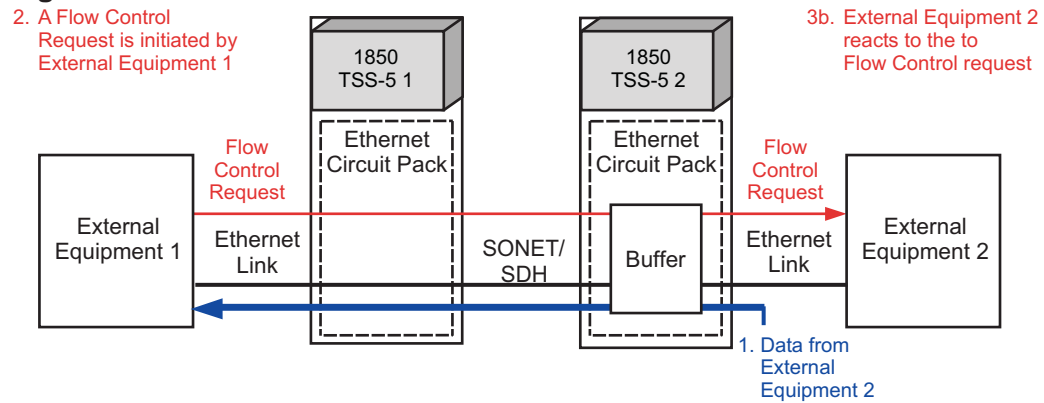 2. A Flow Control
Request is initiated by
External Equipment 1
3b. External Equipment 2
reacts to the to
Flow Control request
1850
TSS-5 1
1850
TSS-5 2
Ethernet
Circuit Pack
Ethernet
Circuit Pack
Flow
Control
Request
Flow
Control
Request
External
Equipment 1
Ethernet
Link
SONET/
SDH
Buffer
Ethernet
Link
External
Equipment 2
1. Data from
External
Equipment 2